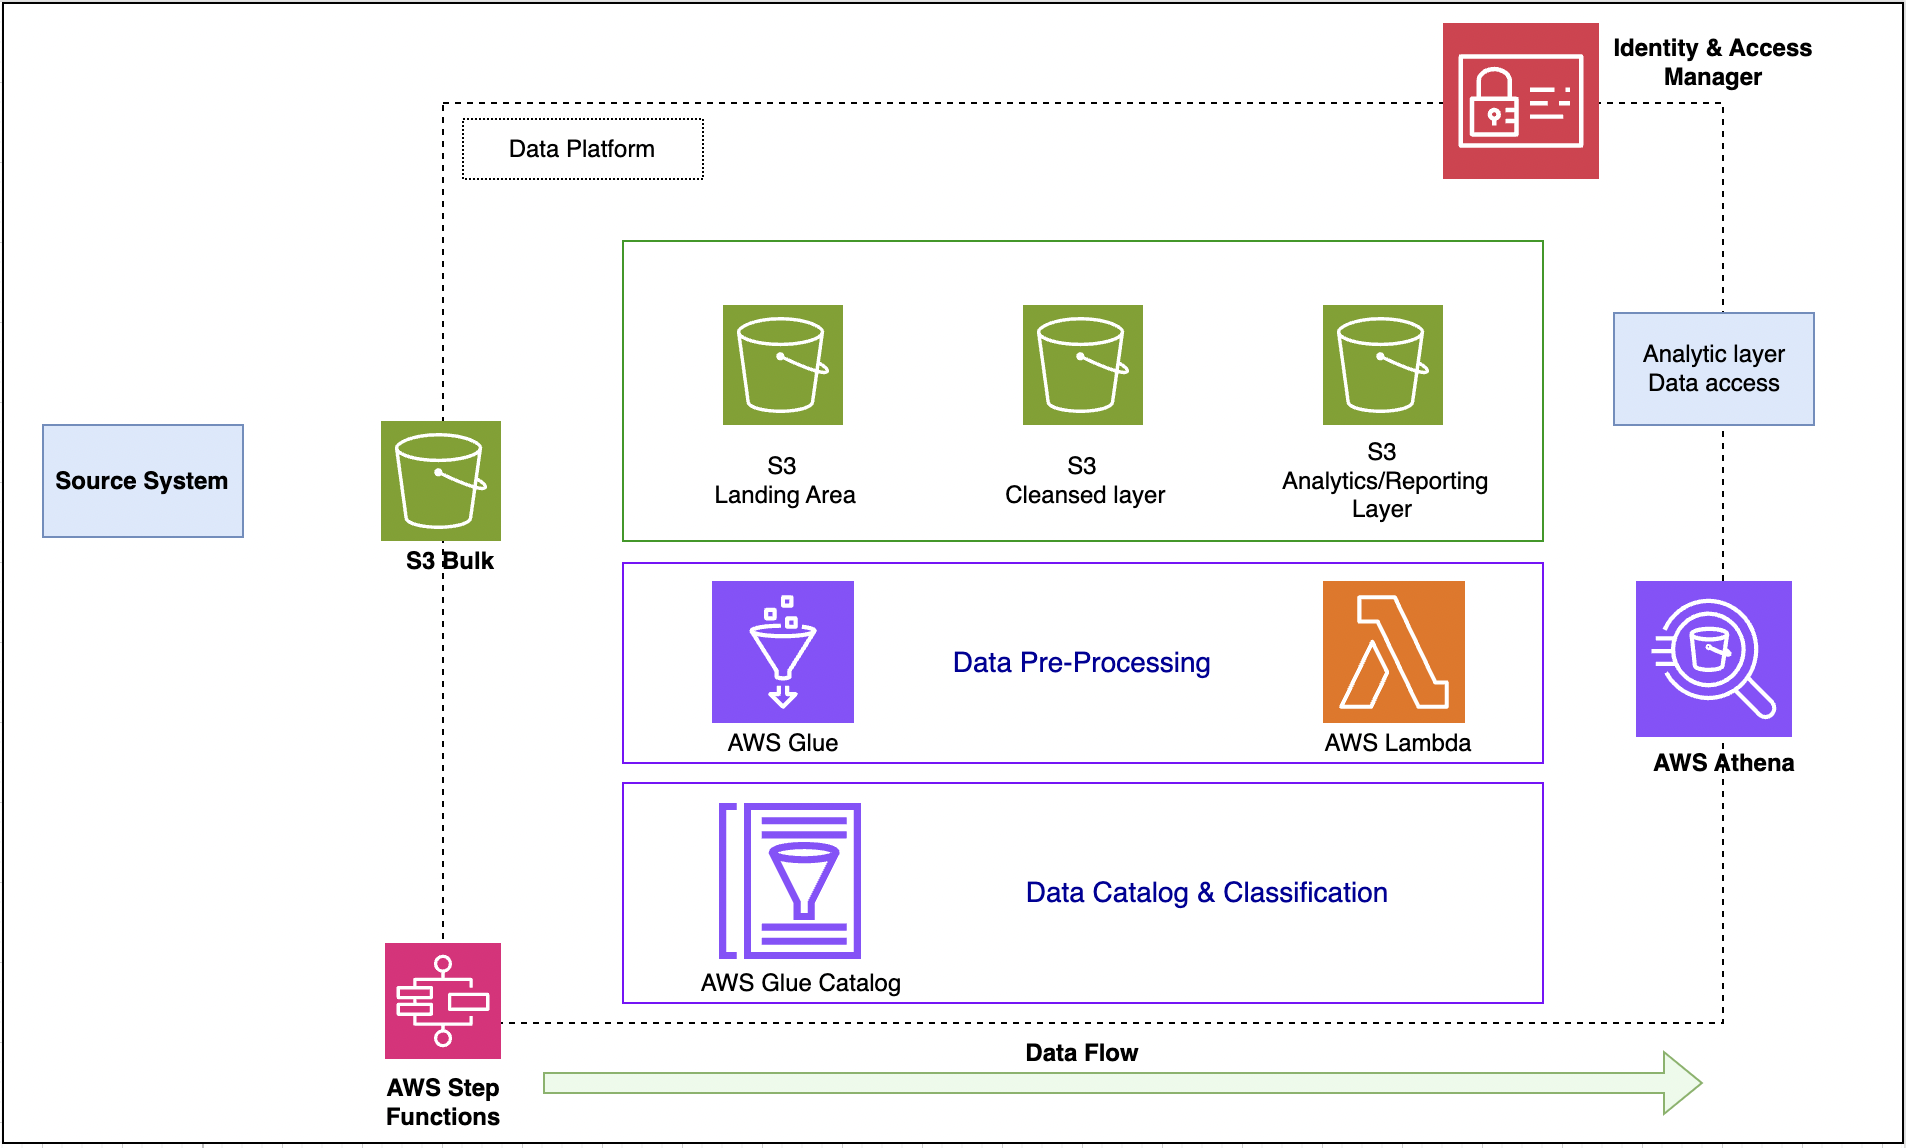 Identity & Access
Manager
Data Platform
Analytic layer
Data access
S3
Landing Area
S3
Cleansed layer
S3
Analytics/Reporting
Layer
Source System
S3 Bulk
Data Pre-Processing
AWS Glue
AWS Lambda
AWS Athena
Data Catalog & Classification
AWS Glue Catalog
Data Flow
AWS Step
Functions